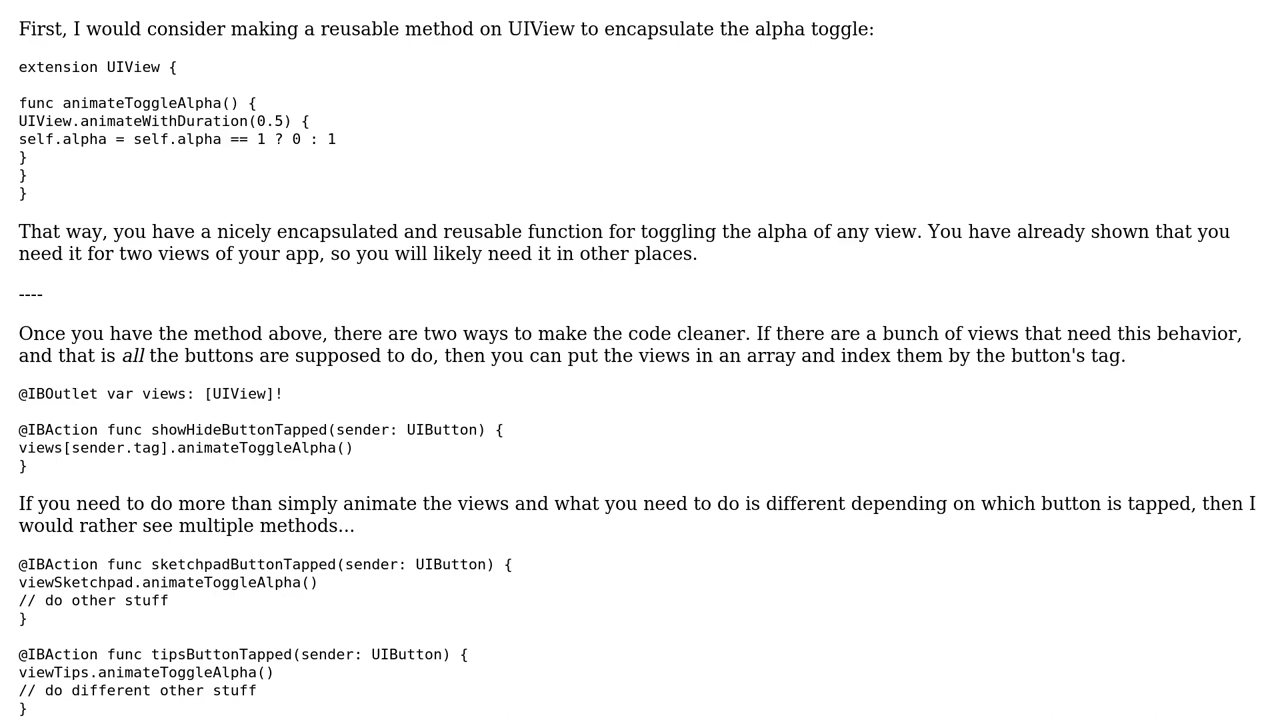 First, I would consider making a reusable method on UIView to encapsulate the alpha toggle:
extension UIView {
func animateToggleAlpha() {
UIView.animateWithDuration(0.5) {
self.alpha = self.alpha == 1 ? 0 : 1
}
}
}
That way, you have a nicely encapsulated and reusable function for toggling the alpha of any view. You have already shown that you
need it for two views of your app, so you will likely need it in other places.
----
Once you have the method above, there are two ways to make the code cleaner. If there are a bunch of views that need this behavior,
and that is all the buttons are supposed to do, then you can put the views in an array and index them by the button's tag.
@IBOutlet var views: [UIView]!
@IBAction func showHideButtonTapped(sender: UIButton) {
views[sender.tag].animateToggleAlpha()
}
If you need to do more than simply animate the views and what you need to do is different depending on which button is tapped, then I
would rather see multiple methods...
@IBAction func sketchpadButtonTapped(sender: UIButton) {
viewSketchpad.animateToggleAlpha()
// do other stuff
}
@IBAction func tipsButtonTapped(sender: UIButton) {
viewTips.animateToggleAlpha()
// do different other stuff
}